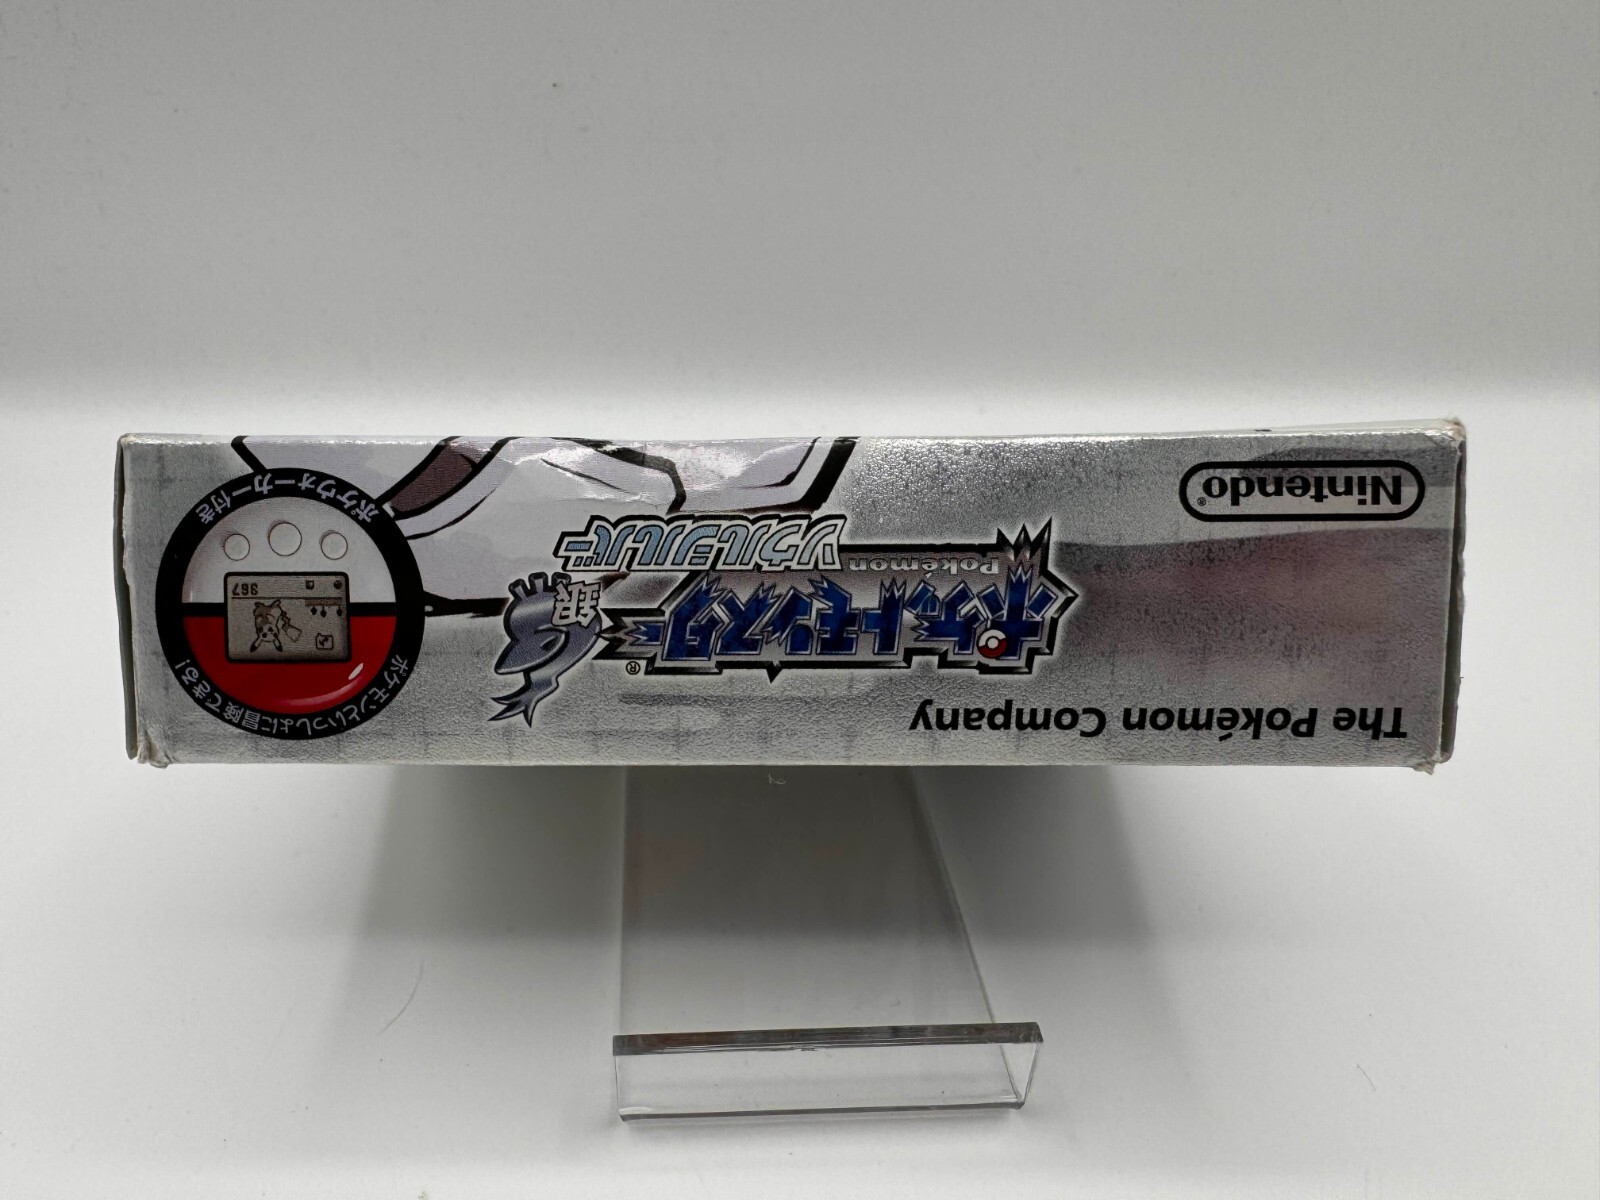 The Pokémon Company
ポケットモンスター®
Pokémon
銀
ソウルシルバー
Nintendo®
ポケモンといっしょに冒険できる!
367
ポケウォーカー付き